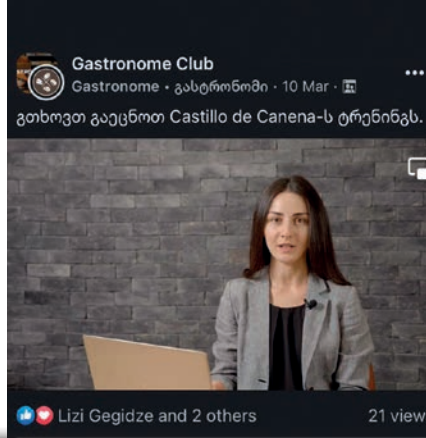 Gastronome Club
Gastronome • გასტრონომი · 10 Mar ·
გთხოვთ გაეცნოთ Castillo de Canena-ს ტრენინგს.
Lizi Gegidze and 2 others
21 view